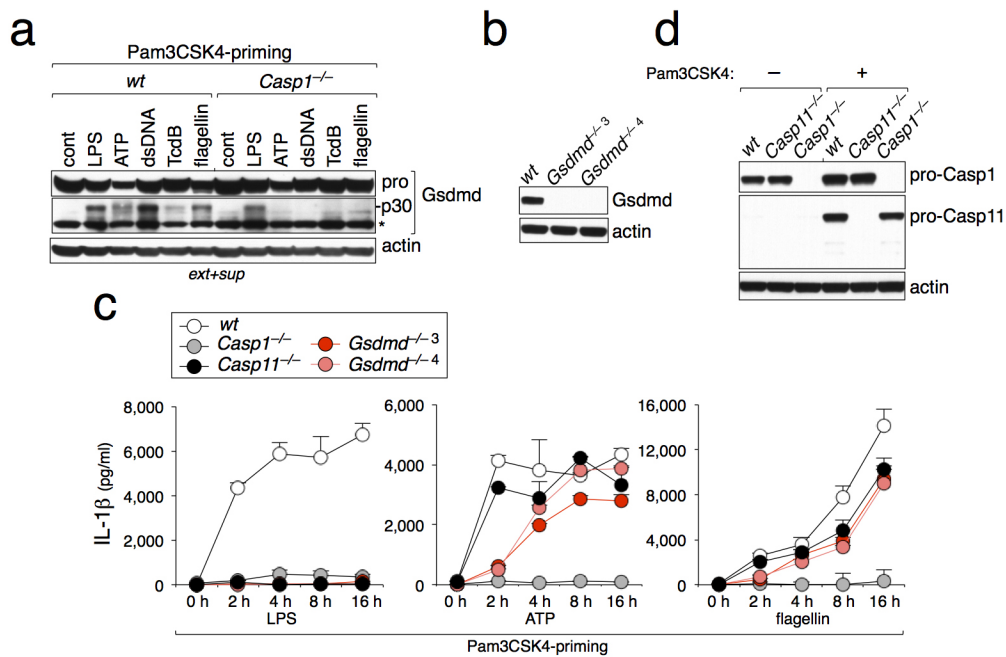 a
Pam3CSK4-priming
wt Casp1–/–
cont LPS ATP dsDNA TcdB flagellin cont LPS ATP dsDNA TcdB flagellin
pro
-p30
*
Gsdmd
actin
ext+sup
b
wt Gsdmd–/– 3 Gsdmd–/– 4
Gsdmd
actin
d
Pam3CSK4: – +
wt Casp11–/– Casp1–/– wt Casp11–/– Casp1–/–
pro-Casp1
pro-Casp11
actin
c
wt
Casp1–/– Gsdmd–/– 3
Casp11–/– Gsdmd–/– 4
IL-1β (pg/ml)
8,000
6,000
4,000
2,000
0
0 h 2 h 4 h 8 h 16 h
LPS
6,000
4,000
2,000
0
0 h 2 h 4 h 8 h 16 h
ATP
16,000
12,000
8,000
4,000
0
0 h 2 h 4 h 8 h 16 h
flagellin
Pam3CSK4-priming